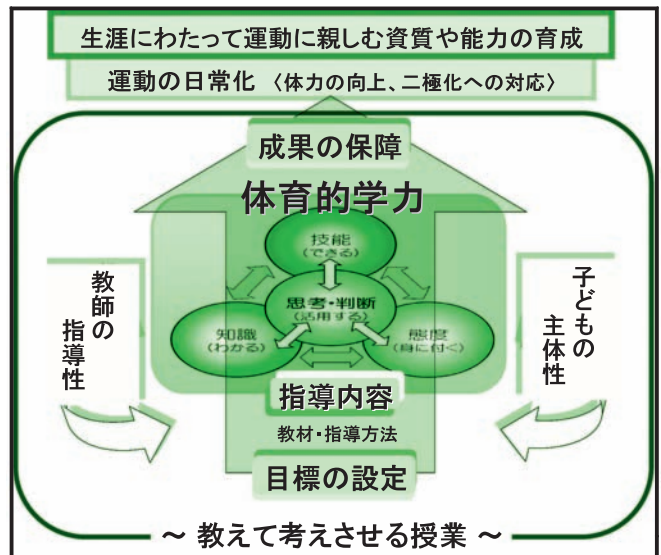 生涯にわたって運動に親しむ資質や能力の育成
運動の日常化 〈体力の向上、二極化への対応〉
成果の保障
体育的学力
技能
(できる)
思考・判断
(活用する)
知識
(わかる)
態度
(身に付く)
教師の
指導性
子どもの
主体性
指導内容
教材・指導方法
目標の設定
～ 教えて考えさせる授業 ～